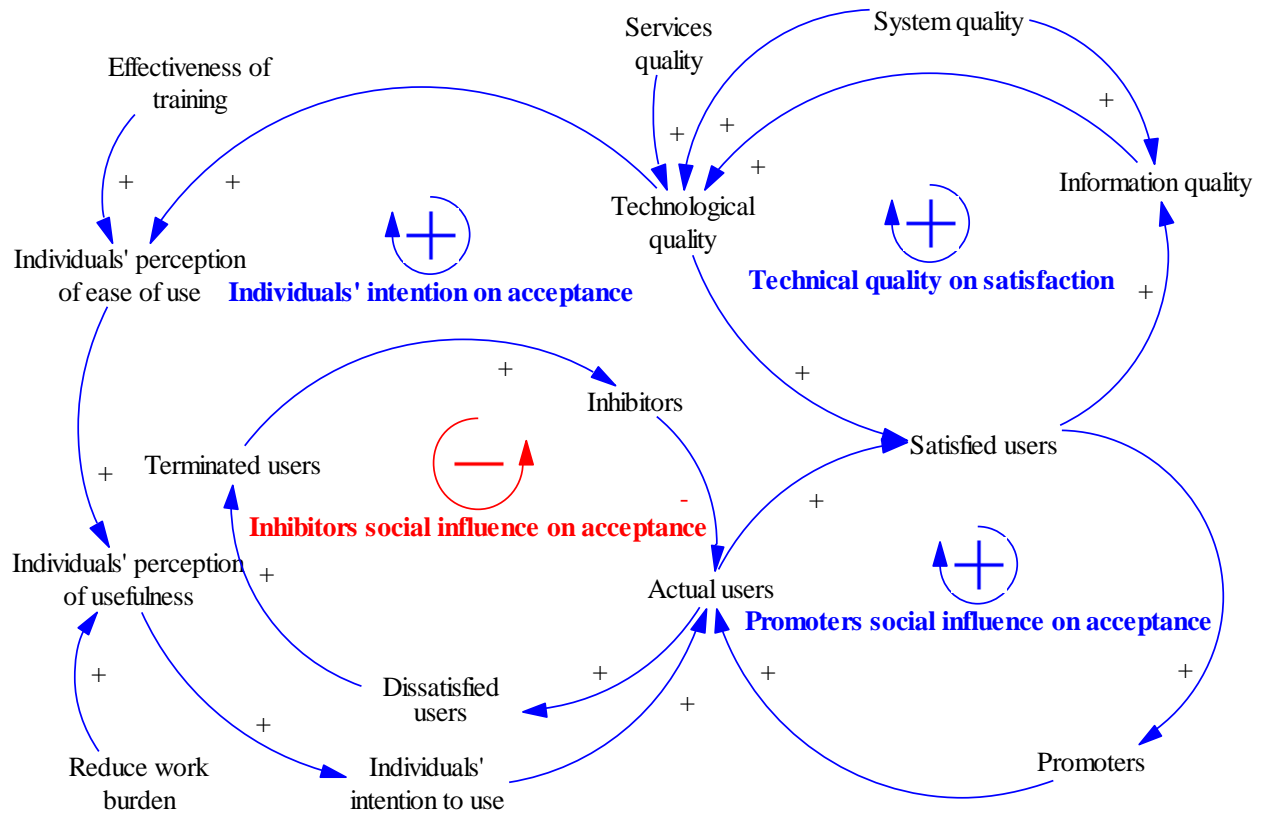 Services
quality
System quality
Effectiveness of
training
+
+
+
+
+
+
Information quality
Technological
quality
Individuals' perception
of ease of use
Individuals' intention on acceptance
Technical quality on satisfaction
+
+
+
Inhibitors
Satisfied users
Terminated users
+
-
+
Inhibitors social influence on acceptance
Individuals' perception
of usefulness
+
Actual users
Promoters social influence on acceptance
+
+
+
+
Dissatisfied
users
+
+
Individuals'
intention to use
Reduce work
burden
Promoters
+
+
-